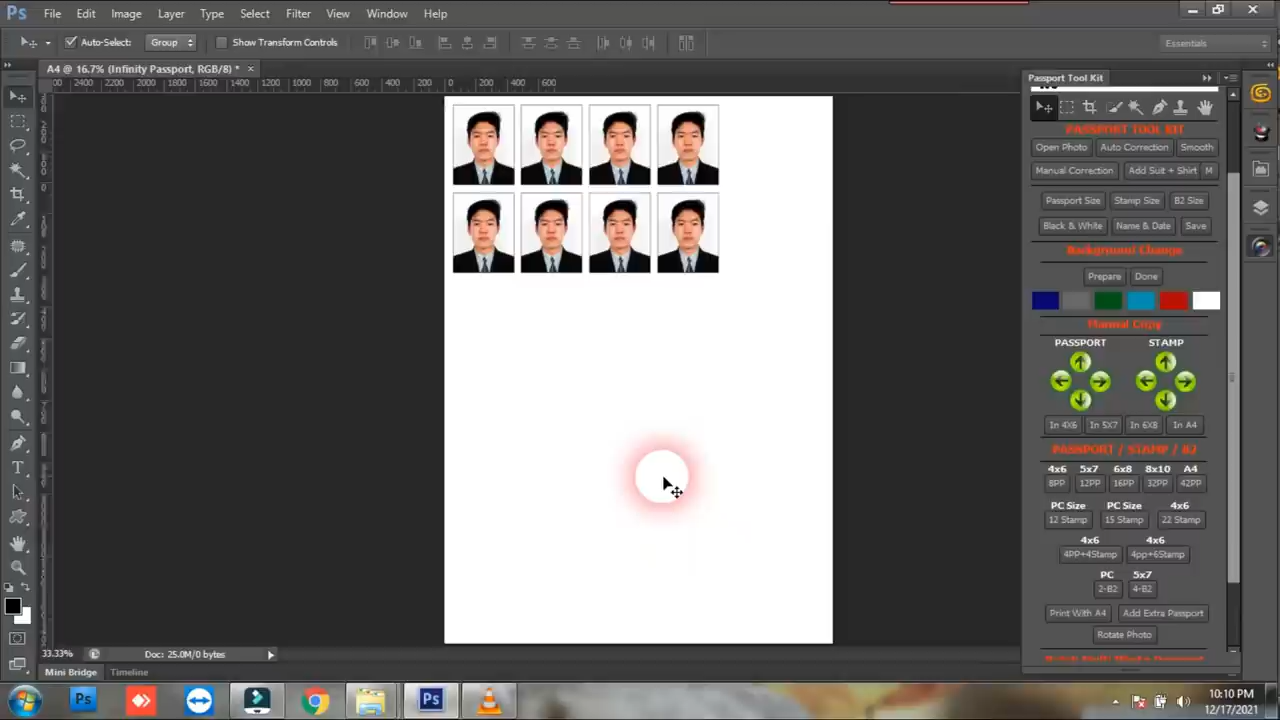 Ps File Edit Image Layer Type Select Filter View Window Help
Auto-Select: Group Show Transform Controls Essentials
A4 @ 16.7% (Infinity Passport, RGB/8) * ×
Passport Tool Kit
00 2400 2200 2000 1800 1600 1400 1200 1000 800 600 400 200 0 200 400 600
PASSPORT TOOL KIT
Open Photo Auto Correction Smooth
Manual Correction Add Suit + Shirt M
Passport Size Stamp Size B2 Size
Black & White Name & Date Save
Background Change
Prepare Done
Manual Copy
PASSPORT STAMP
In 4X6 In 5X7 In 6X8 In A4
PASSPORT / STAMP / B2
4x6 5x7 6x8 8x10 A4
8PP 12PP 16PP 32PP 42PP
PC Size PC Size 4x6
12 Stamp 15 Stamp 22 Stamp
4x6 4x6
4PP+4Stamp 4pp+6Stamp
PC 5x7
2-B2 4-B2
Print With A4 Add Extra Passport
Rotate Photo
33.33% Doc: 25.0M/0 bytes
Mini Bridge Timeline
Ps Ps
10:10 PM
12/17/2021